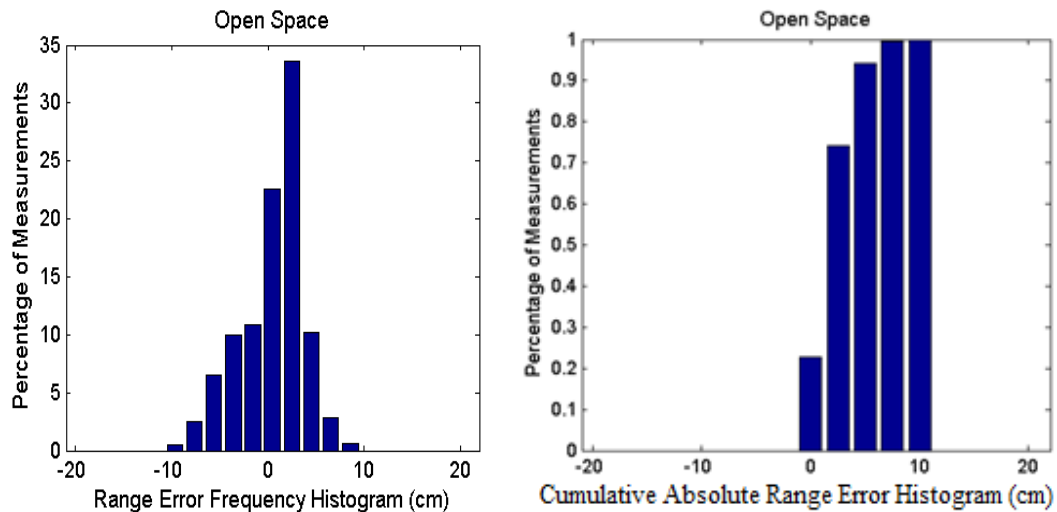 Open Space
Percentage of Measurements
35
30
25
20
15
10
5
0
-20 -10 0 10 20
Range Error Frequency Histogram (cm)
Open Space
Percentage of Measurements
1
0.9
0.8
0.7
0.6
0.5
0.4
0.3
0.2
0.1
0
-20 -10 0 10 20
Cumulative Absolute Range Error Histogram (cm)